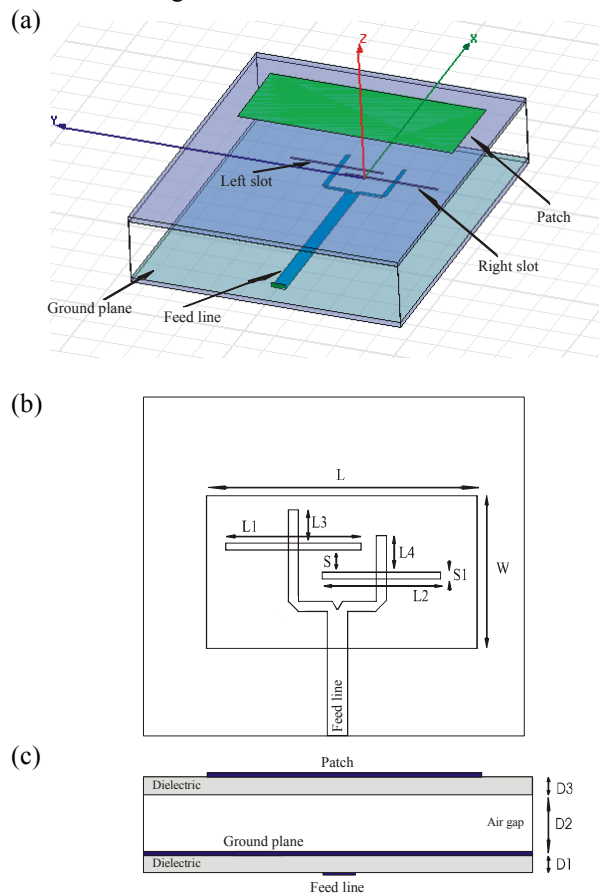 (a)
Z
X
Y
Left slot
Patch
Right slot
Ground plane
Feed line
(b)
L
L1
L3
S
L4
S1
L2
W
Feed line
(c)
Patch
Dielectric
D3
Air gap
D2
Ground plane
Dielectric
D1
Feed line